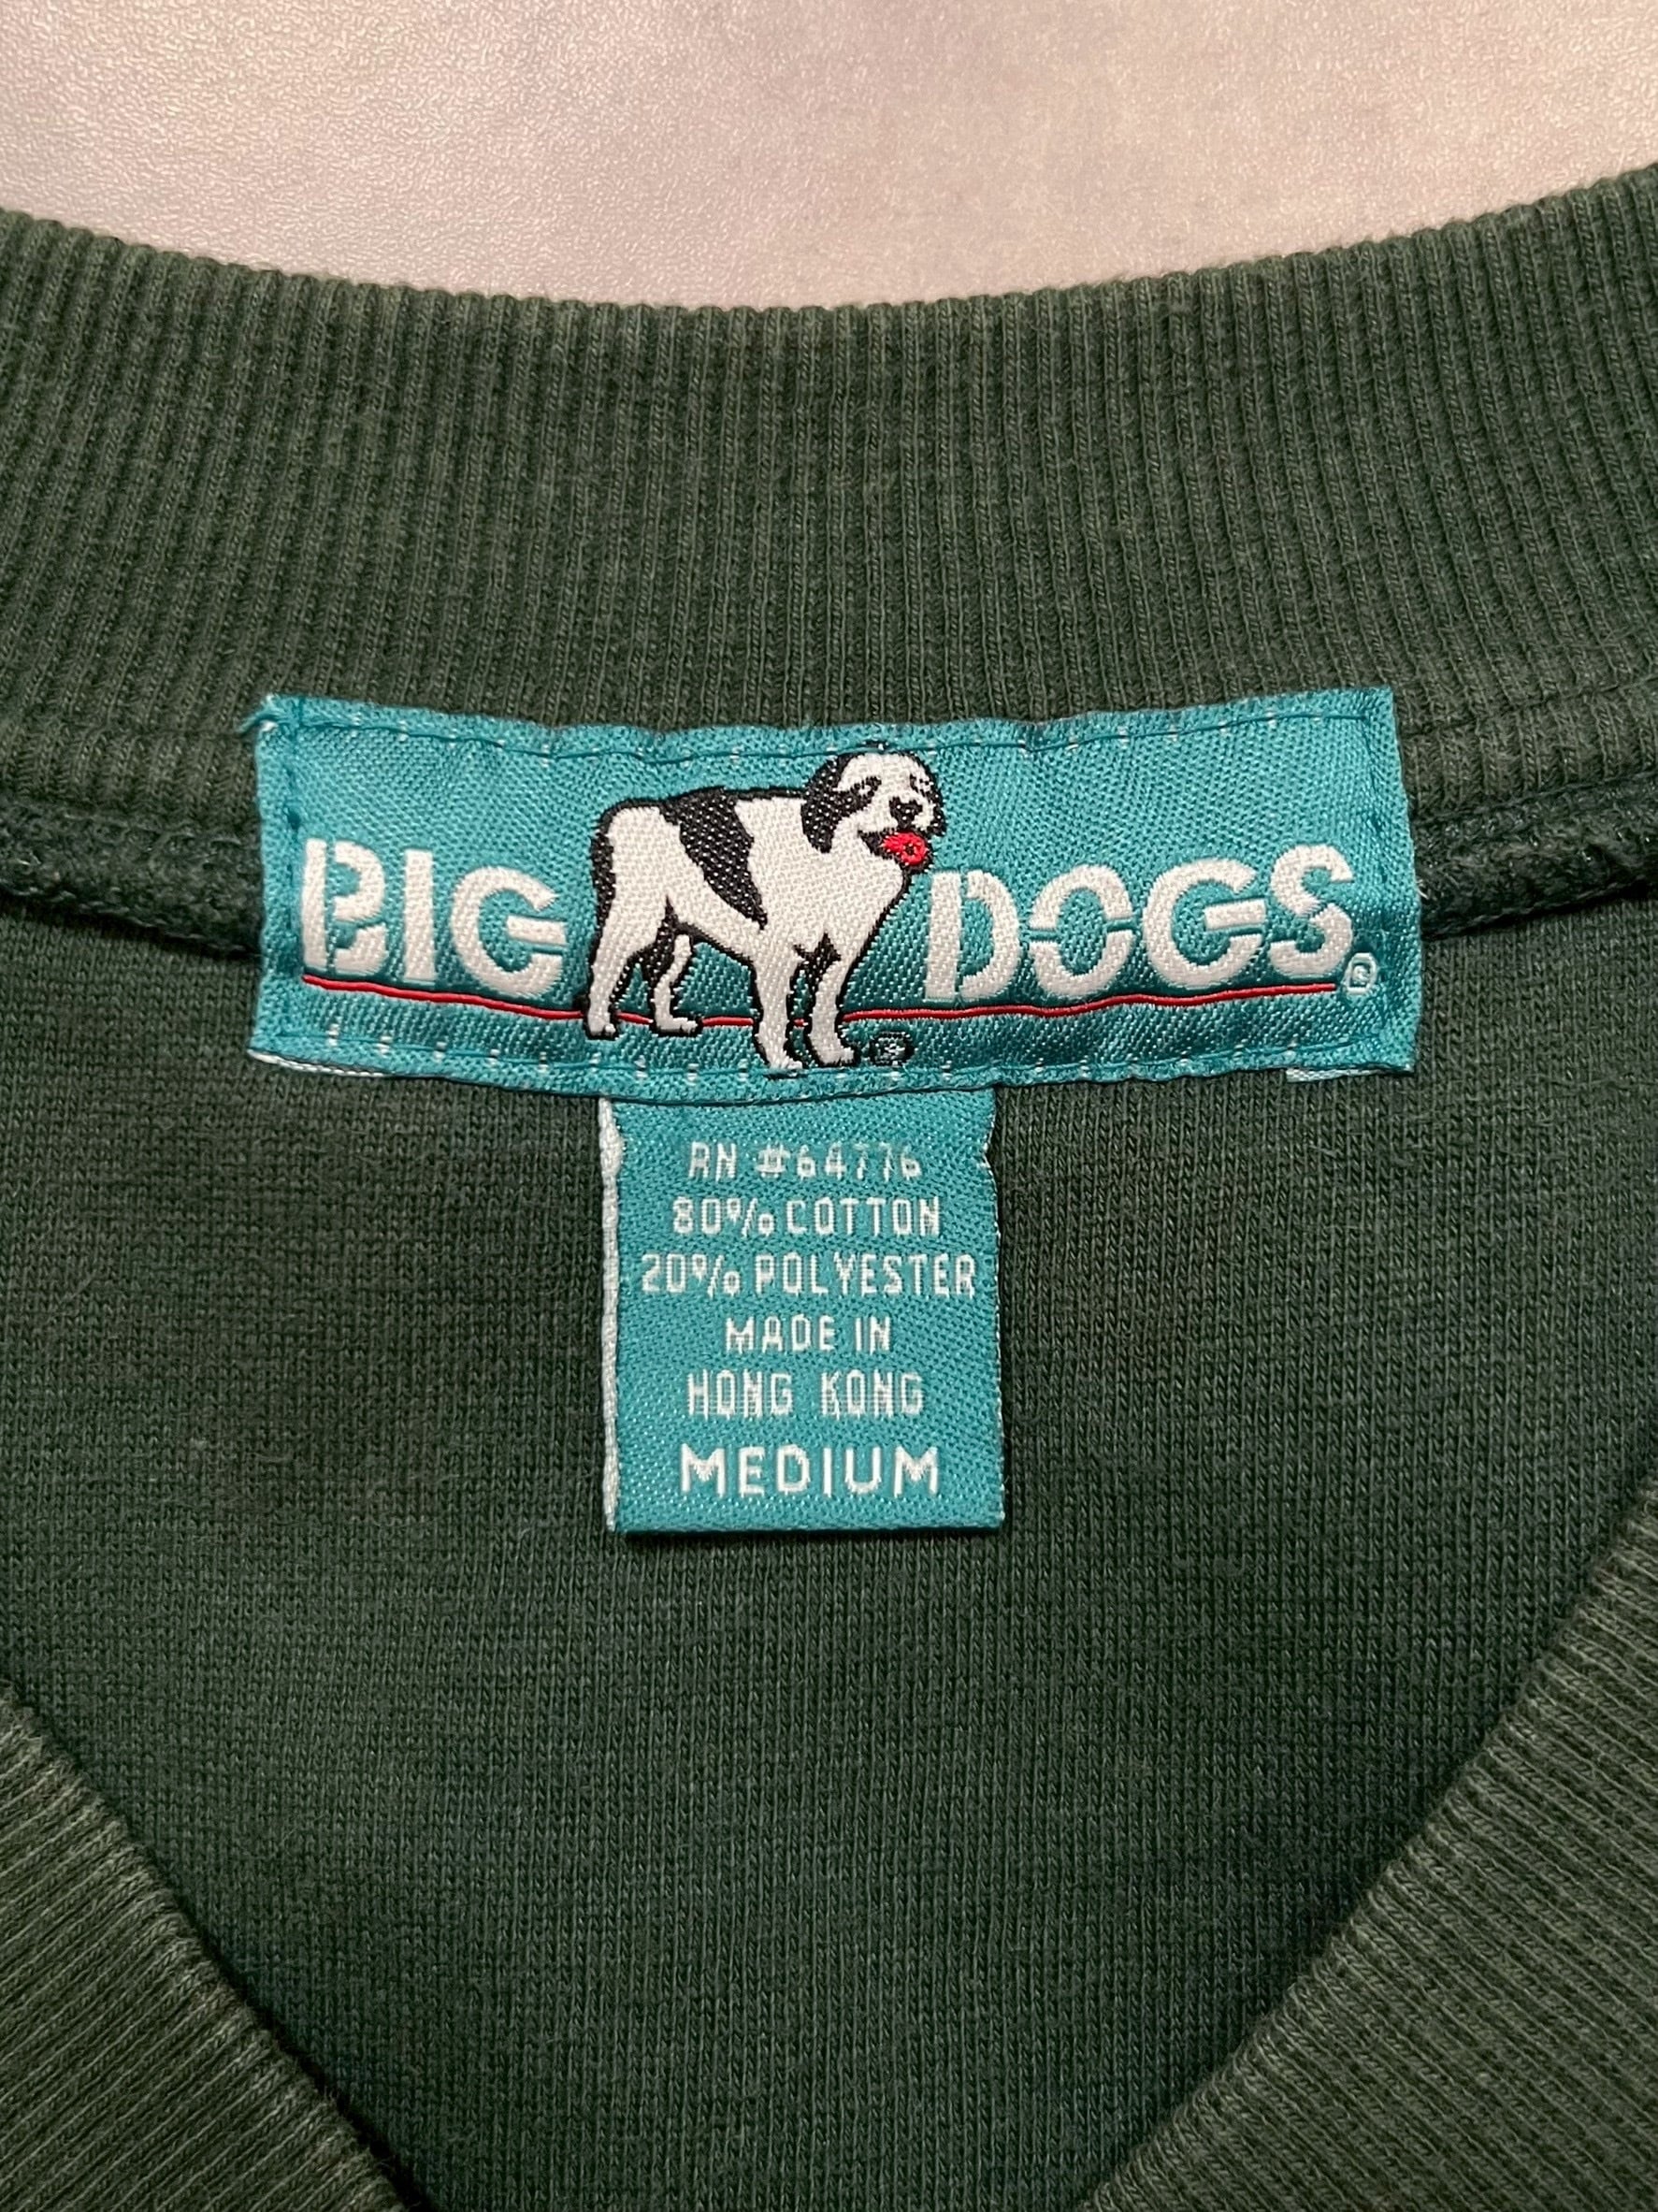 BIG DOGS®
®
RN #64776
80% COTTON
20% POLYESTER
MADE IN
HONG KONG
MEDIUM